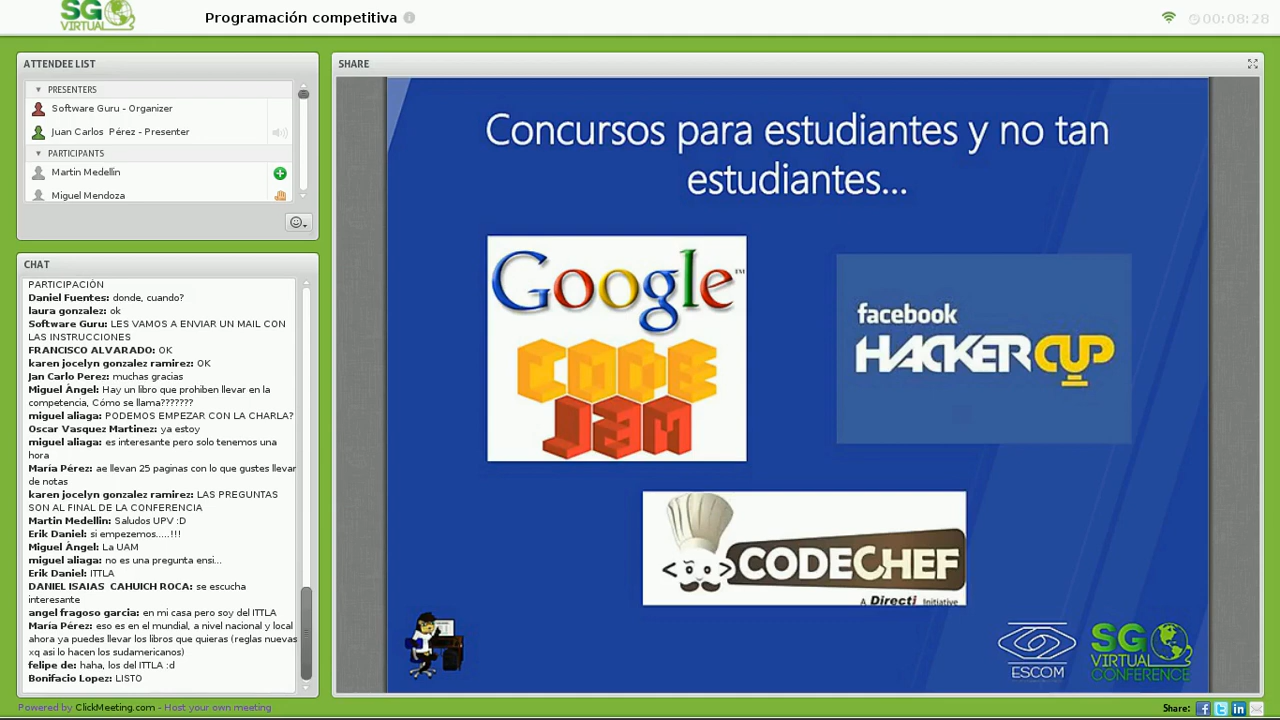 SG
VIRTUAL
Programación competitiva
00:08:28
ATTENDEE LIST
PRESENTERS
Software Guru - Organizer
Juan Carlos Pérez - Presenter
PARTICIPANTS
Martin Medellin
Miguel Mendoza
CHAT
PARTICIPACIÓN
Daniel Fuentes: donde, cuando?
laura gonzalez: ok
Software Guru: LES VAMOS A ENVIAR UN MAIL CON
LAS INSTRUCCIONES
FRANCISCO ALVARADO: OK
karen jocelyn gonzalez ramirez: OK
Jan Carlo Perez: muchas gracias
Miguel Àngel: Hay un libro que prohiben llevar en la
competencia, Cómo se llama???????
miguel aliaga: PODEMOS EMPEZAR CON LA CHARLA?
Oscar Vasquez Martinez: ya estoy
miguel aliaga: es interesante pero solo tenemos una
hora
María Pérez: ae llevan 25 paginas con lo que gustes llevar
de notas
karen jocelyn gonzalez ramirez: LAS PREGUNTAS
SON AL FINAL DE LA CONFERENCIA
Martin Medellin: Saludos UPV :D
Erik Daniel: si empezemos.....!!!
Miguel Àngel: La UAM
miguel aliaga: no es una pregunta ensi...
Erik Daniel: ITTLA
DANIEL ISAIAS CAHUICH ROCA: se escucha
interesante
angel fragoso garcia: en mi casa pero soy del ITTLA
María Pérez: eso es en el mundial, a nivel nacional y local
ahora ya puedes llevar los libros que quieras (reglas nuevas
xq asi lo hacen los sudamericanos)
felipe de: haha, los del ITTLA :d
Bonifacio Lopez: LISTO
SHARE
Concursos para estudiantes y no tan
estudiantes...
Google™
CODE
JAM
facebook
HACKERCUP
CODECHEF
A Directi Initiative
ESCOM
SG
VIRTUAL
CONFERENCE
Powered by ClickMeeting.com - Host your own meeting
Share: